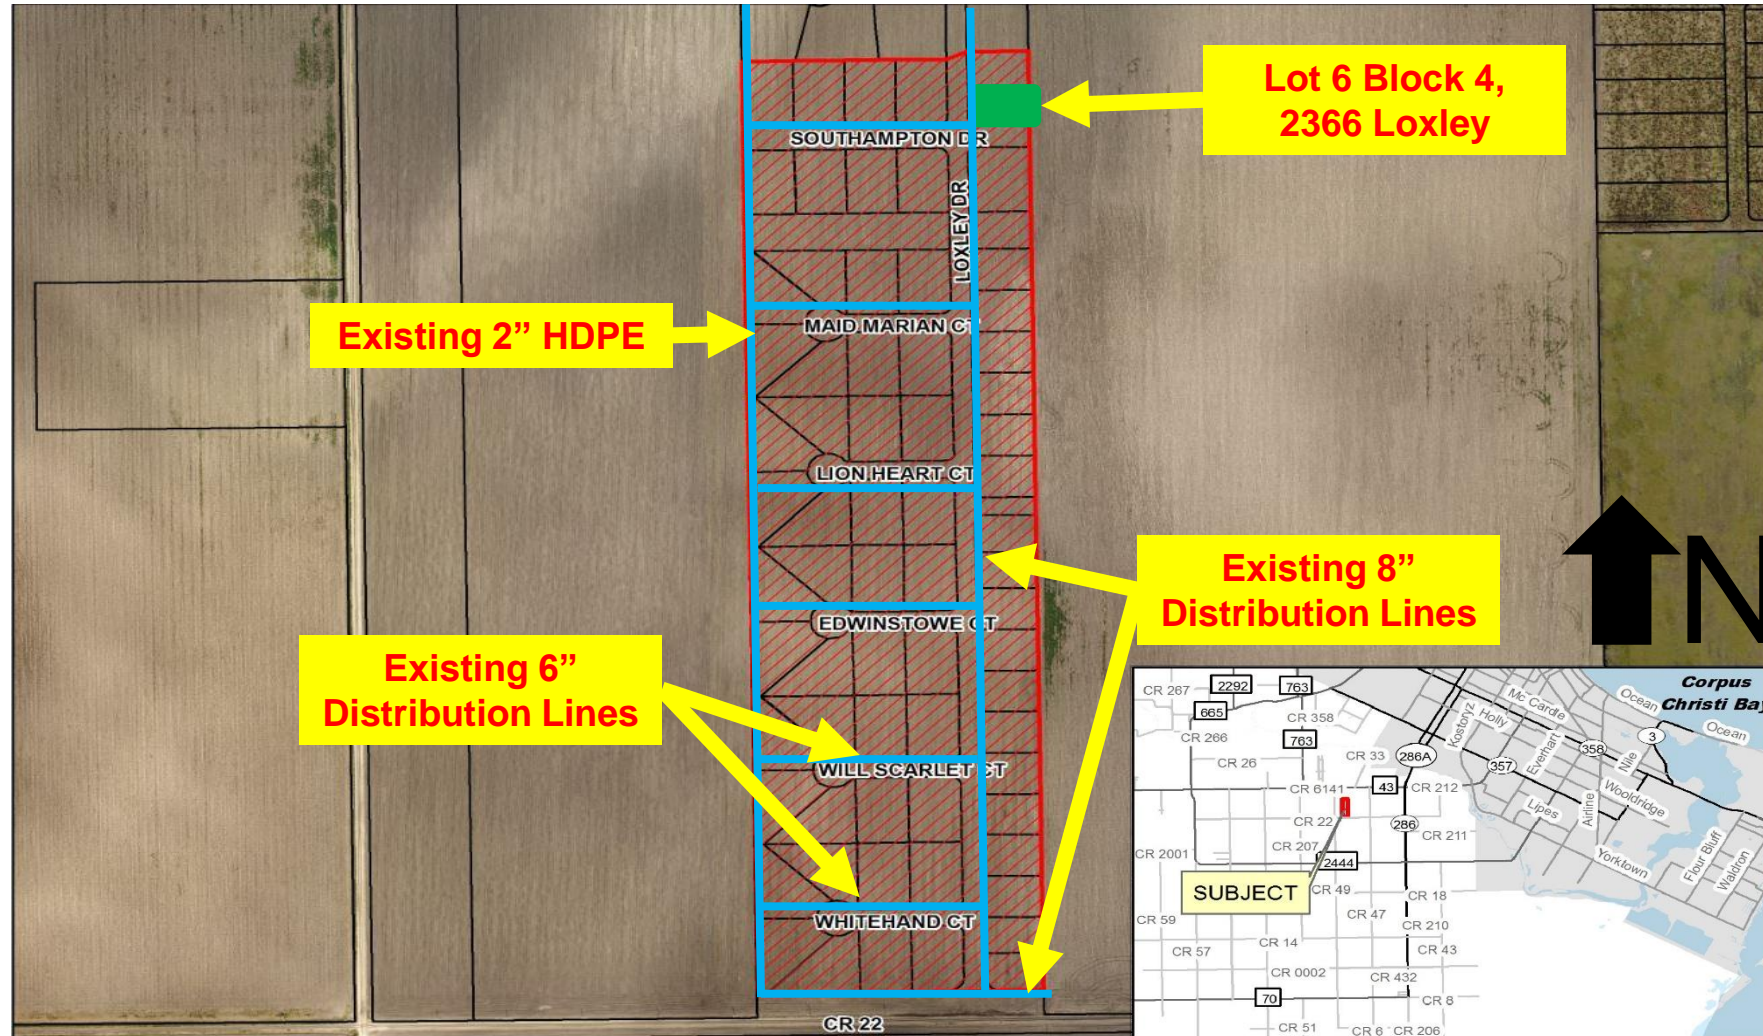 Lot 6 Block 4,
2366 Loxley
SOUTHAMPTON DR
LOXLEY DR
Existing 2” HDPE
MAID MARIAN CT
LION HEART CT
Existing 8”
Distribution Lines
N
EDWINSTOWE CT
Existing 6”
Distribution Lines
WILL SCARLET CT
WHITEHAND CT
CR 22
Corpus
Christi Bay
CR 267
2292
763
665
CR 358
CR 266
763
CR 26
CR 33
286A
Kostoryz
Holly
Mc Cardle
Ocean
Ocean
3
358
Nile
Everhart
357
Wooldridge
Airline
Lipes
CR 6141
43
CR 212
CR 22
286
CR 211
CR 207
CR 2001
2444
Yorktown
Flour Bluff
Waldron
SUBJECT
CR 49
CR 18
CR 59
CR 47
CR 210
CR 57
CR 14
CR 43
CR 0002
CR 432
70
CR 8
CR 51
CR 6
CR 206